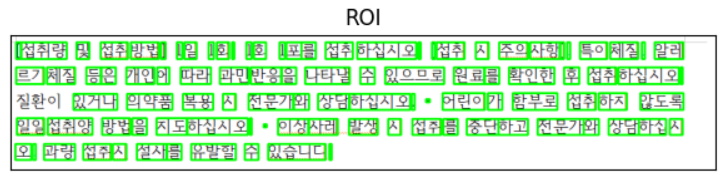 ROI
[섭취량 및 섭취방법] 1일 1회, 1회 1포를 섭취하십시오. [섭취 시 주의사항] 특이체질, 알레
르기체질 등은 개인에 따라 과민반응을 나타낼 수 있으므로 원료를 확인한 후 섭취하십시오.
질환이 있거나 의약품 복용 시 전문가와 상담하십시오. • 어린이가 함부로 섭취하지 않도록
일일섭취양 방법을 지도하십시오. • 이상사례 발생 시 섭취를 중단하고 전문가와 상담하십시
오. 과량 섭취시 설사를 유발할 수 있습니다.